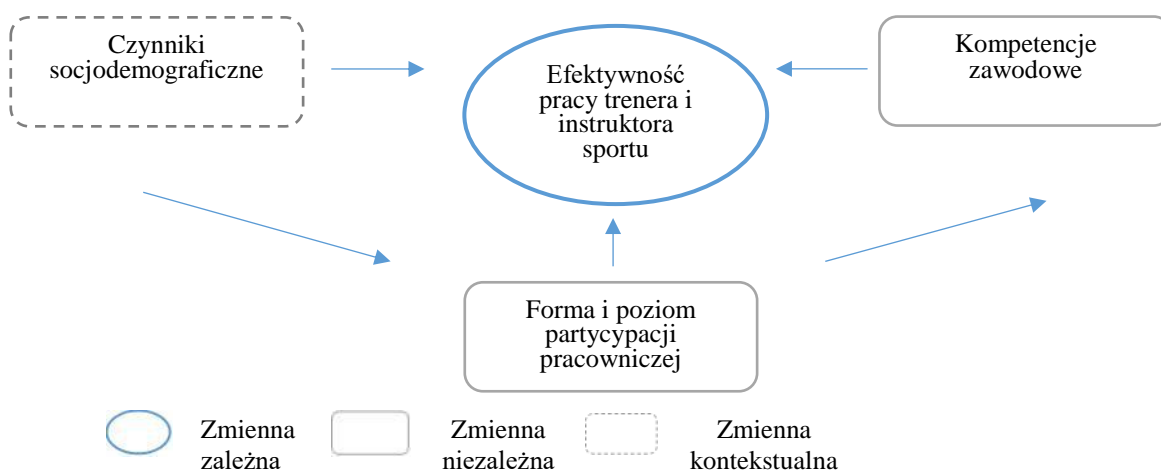 Czynniki
socjodemograficzne
Efektywność
pracy trenera i
instruktora
sportu
Kompetencje
zawodowe
Forma i poziom
partycypacji
pracowniczej
Zmienna
zależna
Zmienna
niezależna
Zmienna
kontekstualna